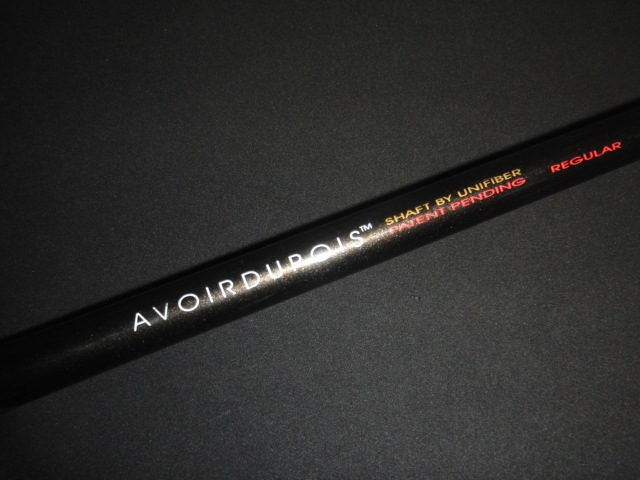 AVOIRDUPOIS™
SHAFT BY UNIFIBER
PATENT PENDING
REGULAR